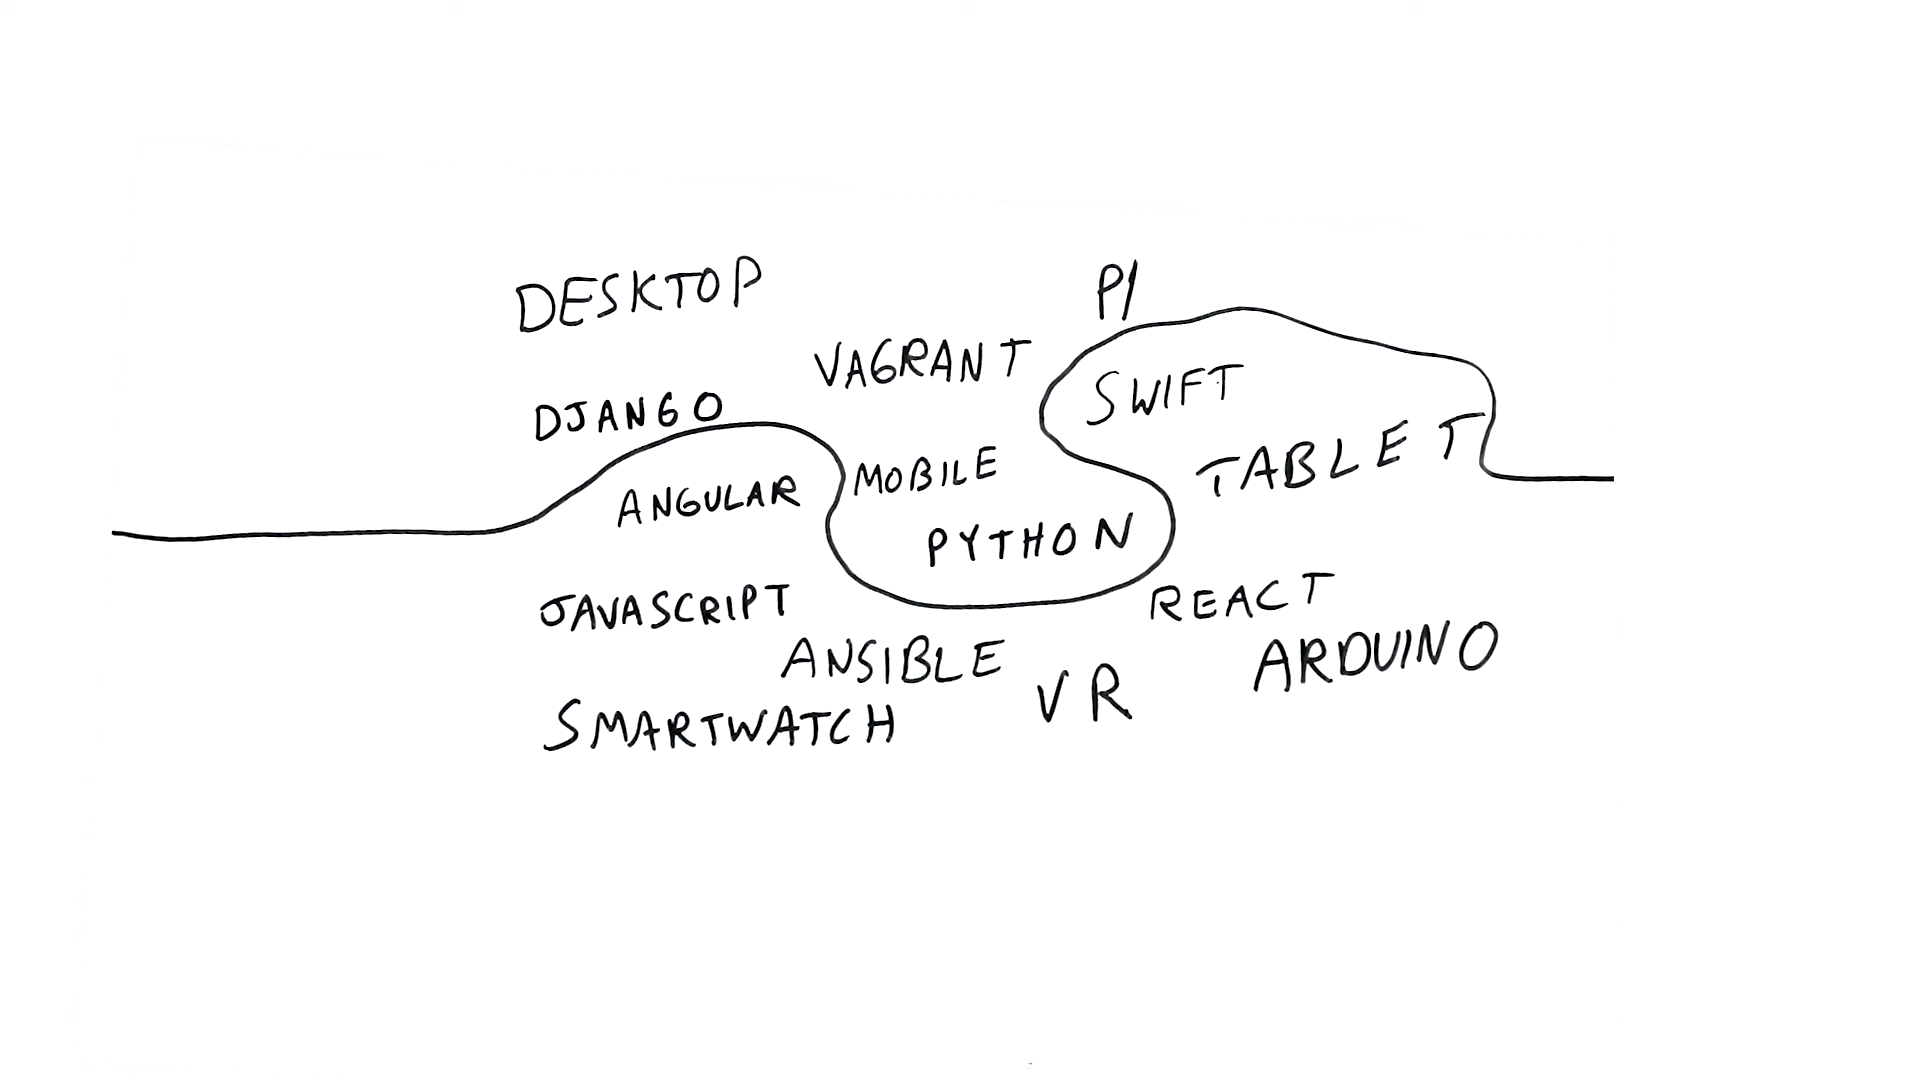 DESKTOP
PI
VAGRANT
SWIFT
DJANGO
TABLET
MOBILE
ANGULAR
PYTHON
JAVASCRIPT
REACT
ANSIBLE
ARDUINO
VR
SMARTWATCH